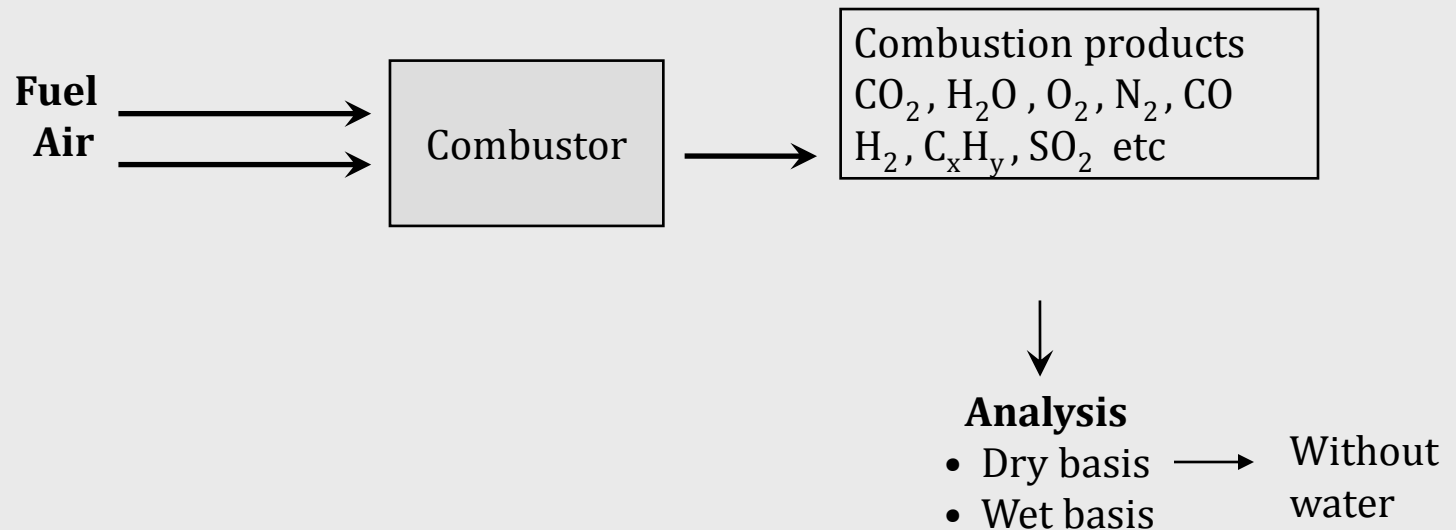 Fuel
Air
Combustor
Combustion products
CO₂, H₂O , O₂, N₂, CO
H₂, CₓHᵧ, SO₂ etc
Analysis
• Dry basis
• Wet basis
Without
water